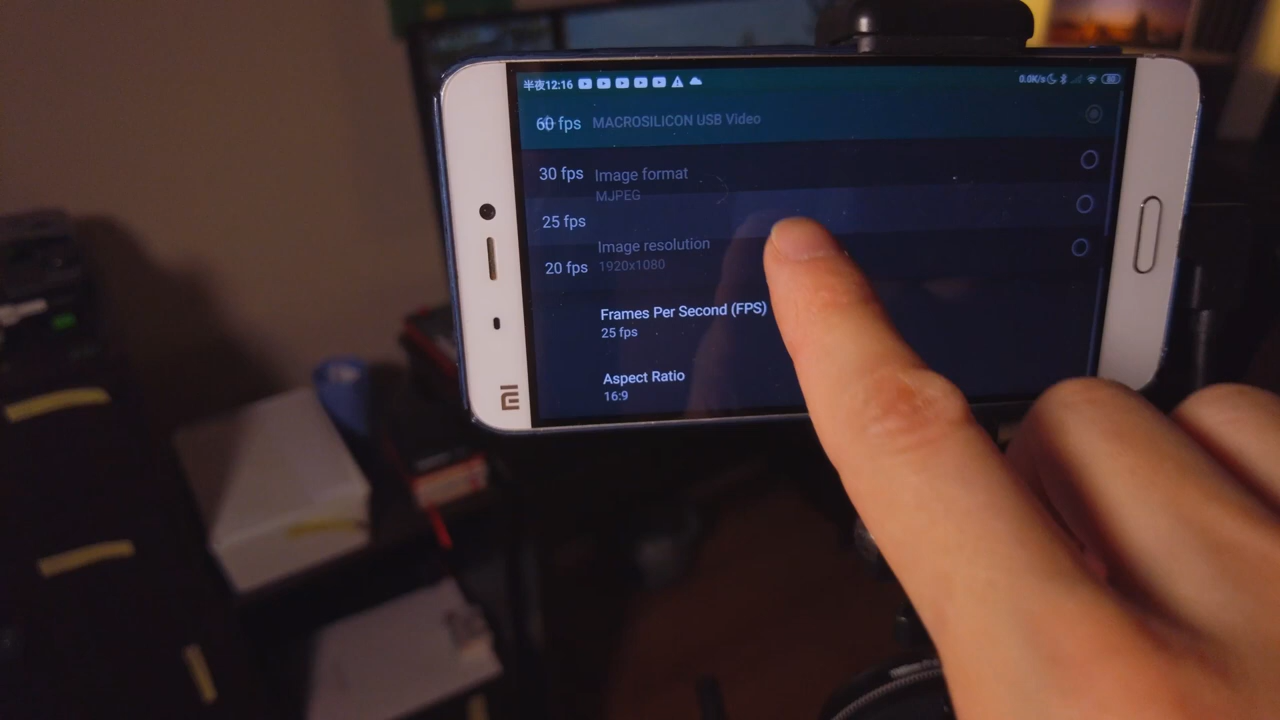 半夜12:16
0.0K/s
80
60 fps
MACROSILICON USB Video
30 fps
Image format
MJPEG
25 fps
Image resolution
20 fps
1920x1080
Frames Per Second (FPS)
25 fps
Aspect Ratio
16:9